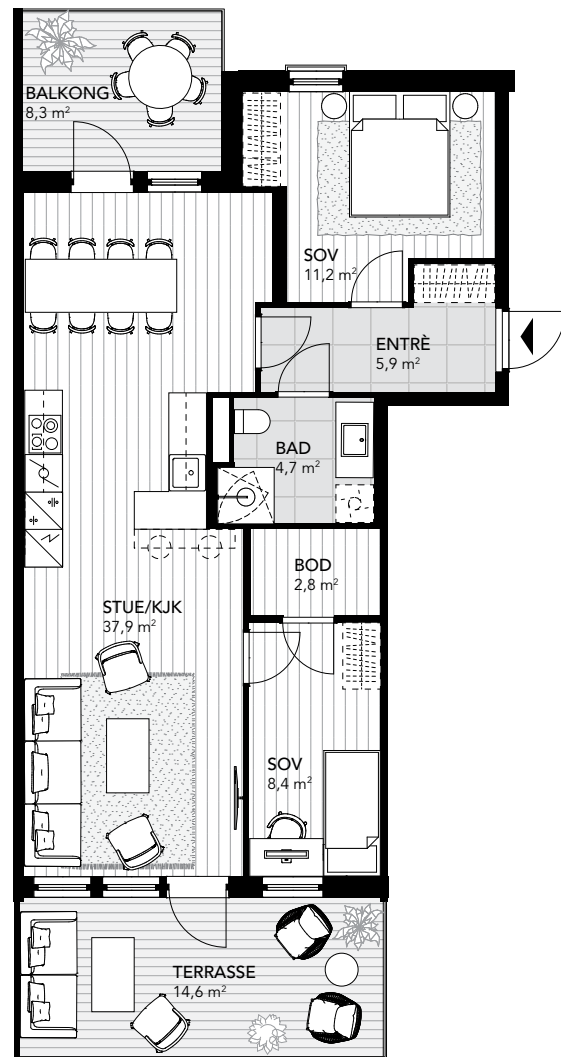 BALKONG
8,3 m²
SOV
11,2 m²
ENTRÈ
5,9 m²
BAD
4,7 m²
BOD
2,8 m²
STUE/KJK
37,9 m²
SOV
8,4 m²
TERRASSE
14,6 m²